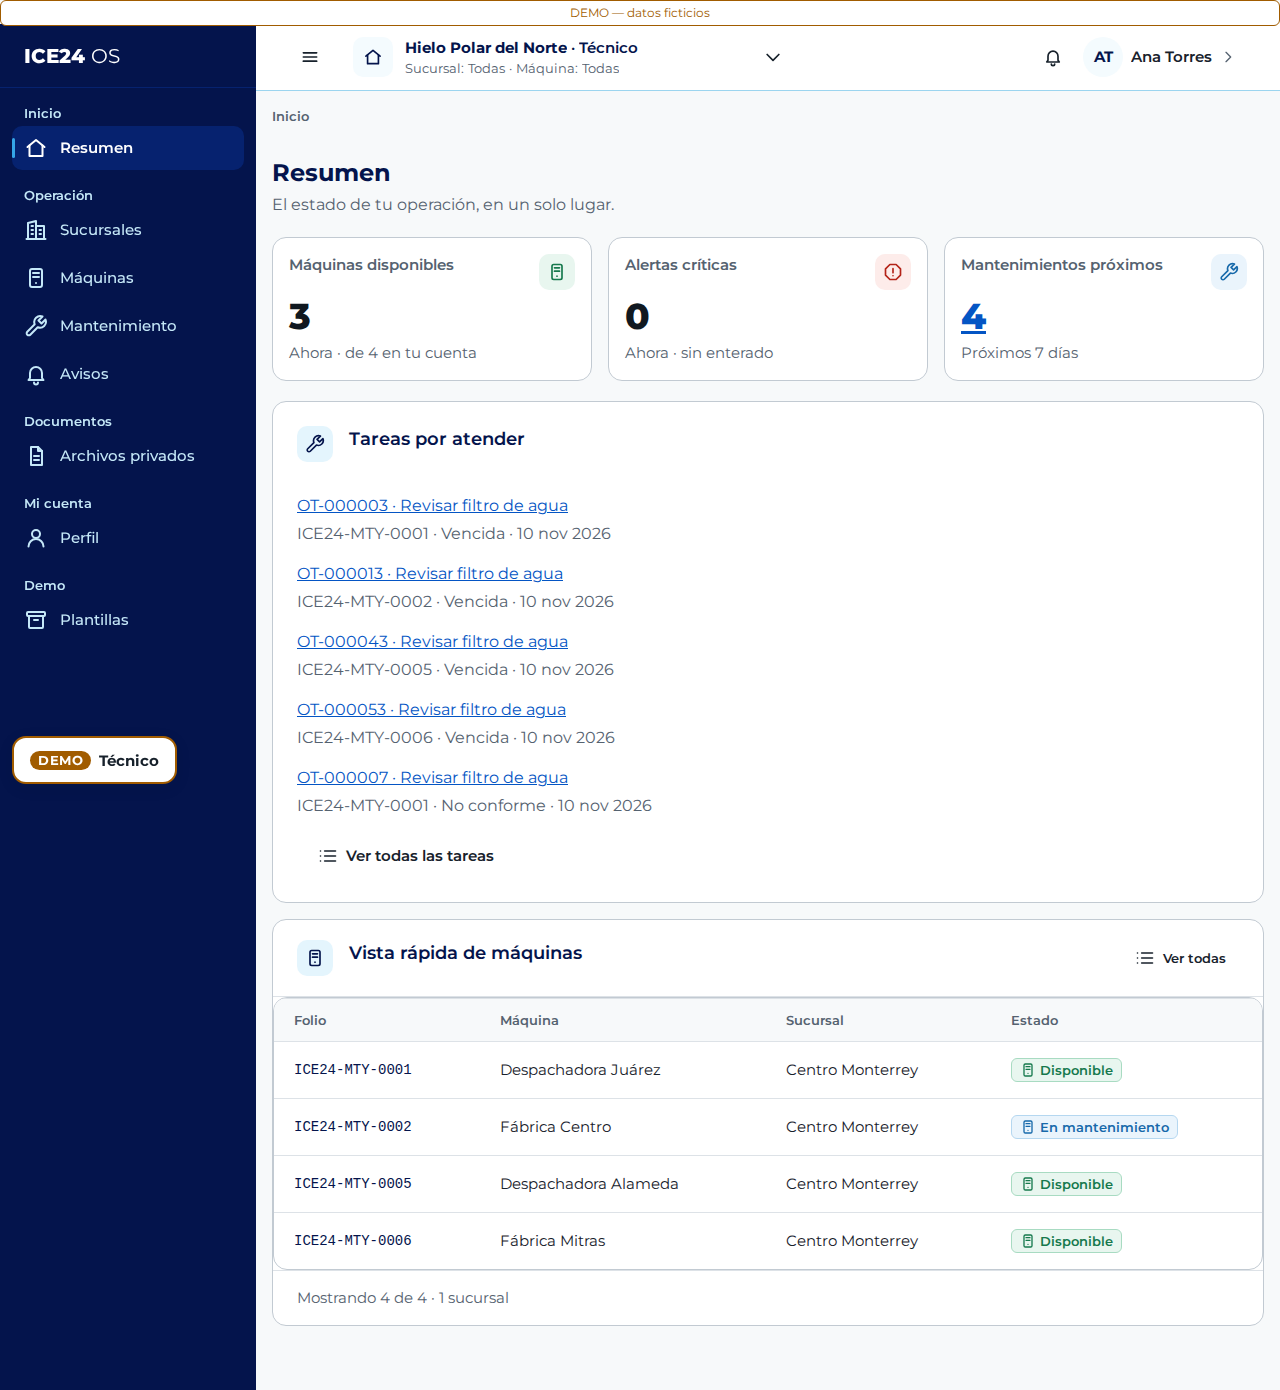 DEMO — datos ficticios
ICE24 OS
Inicio
Resumen
Operación
Sucursales
Máquinas
Mantenimiento
Avisos
Documentos
Archivos privados
Mi cuenta
Perfil
Demo
Plantillas
DEMO Técnico
Hielo Polar del Norte · Técnico
Sucursal: Todas · Máquina: Todas
AT Ana Torres
Inicio
Resumen
El estado de tu operación, en un solo lugar.
Máquinas disponibles
3
Ahora · de 4 en tu cuenta
Alertas críticas
0
Ahora · sin enterado
Mantenimientos próximos
4
Próximos 7 días
Tareas por atender
OT-000003 · Revisar filtro de agua
ICE24-MTY-0001 · Vencida · 10 nov 2026
OT-000013 · Revisar filtro de agua
ICE24-MTY-0002 · Vencida · 10 nov 2026
OT-000043 · Revisar filtro de agua
ICE24-MTY-0005 · Vencida · 10 nov 2026
OT-000053 · Revisar filtro de agua
ICE24-MTY-0006 · Vencida · 10 nov 2026
OT-000007 · Revisar filtro de agua
ICE24-MTY-0001 · No conforme · 10 nov 2026
Ver todas las tareas
Vista rápida de máquinas
Ver todas
Folio Máquina Sucursal Estado
ICE24-MTY-0001 Despachadora Juárez Centro Monterrey Disponible
ICE24-MTY-0002 Fábrica Centro Centro Monterrey En mantenimiento
ICE24-MTY-0005 Despachadora Alameda Centro Monterrey Disponible
ICE24-MTY-0006 Fábrica Mitras Centro Monterrey Disponible
Mostrando 4 de 4 · 1 sucursal